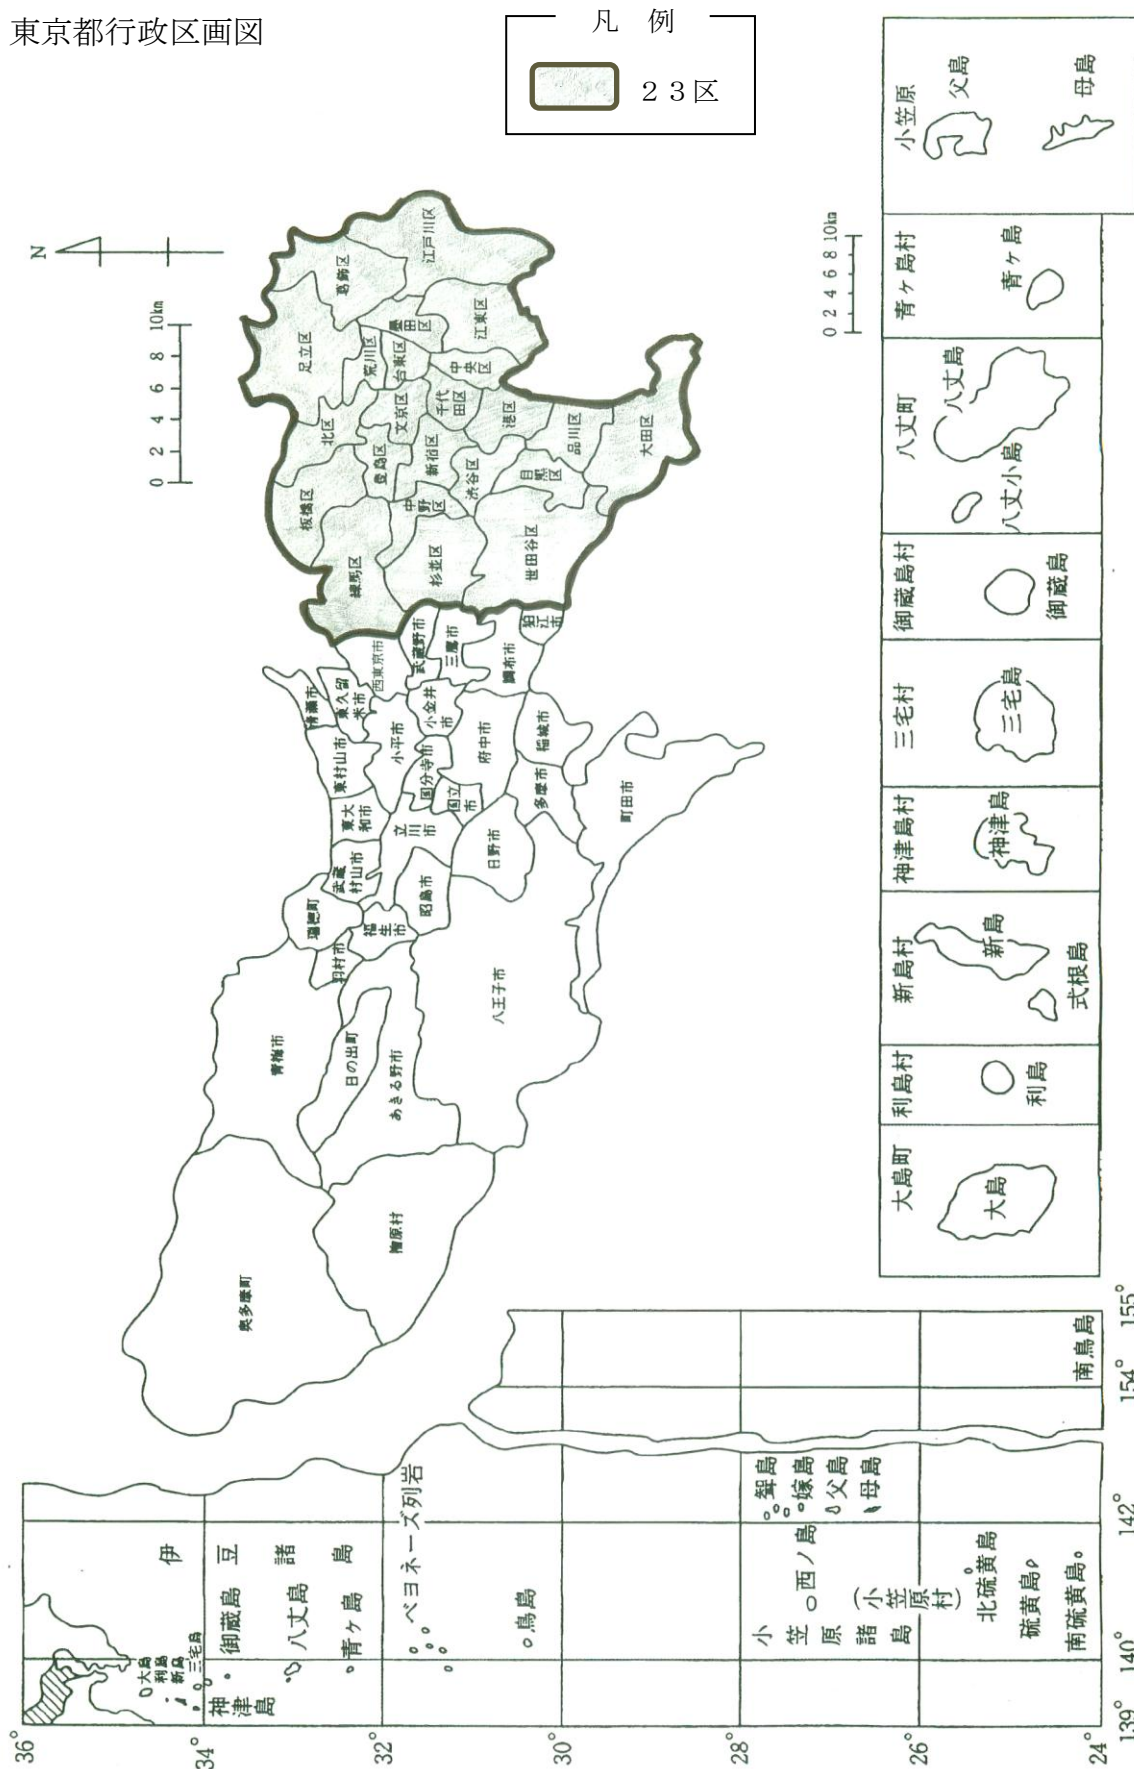 東京都行政区画図
凡 例
23区
N
0 2 4 6 8 10km
足立区
葛飾区
江戸川区
荒川区
墨田区
台東区
江東区
中央区
北区
文京区
千代田区
港区
板橋区
豊島区
新宿区
渋谷区
品川区
大田区
目黒区
練馬区
中野区
杉並区
世田谷区
西東京市
武蔵野市
三鷹市
狛江市
調布市
清瀬市
東久留米市
小金井市
東村山市
小平市
国分寺市
府中市
稲城市
東大和市
立川市
国立市
多摩市
町田市
武蔵村山市
昭島市
日野市
瑞穂町
羽村市
福生市
八王子市
青梅市
日の出町
あきる野市
奥多摩町
檜原村
0 2 4 6 8 10km
小笠原
父島
母島
青ヶ島村
青ヶ島
八丈町
八丈島
八丈小島
御蔵島村
御蔵島
三宅村
三宅島
神津島村
神津島
新島村
新島
式根島
利島村
利島
大島町
大島
36°
34°
32°
30°
28°
26°
24°
139°
140°
142°
154°
155°
伊豆諸島
大島
利島
新島
三宅島
神津島
御蔵島
八丈島
青ヶ島
ベヨネーズ列岩
鳥島
小笠原諸島
(小笠原村)
西ノ島
聟島
嫁島
父島
母島
北硫黄島
硫黄島
南硫黄島
南鳥島